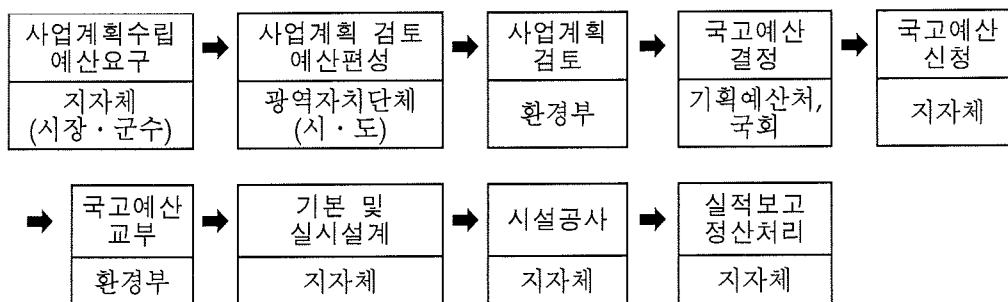 사업계획수립
예산요구
지자체
(시장·군수)
사업계획 검토
예산편성
광역자치단체
(시·도)
사업계획
검토
환경부
국고예산
결정
기획예산처,
국회
국고예산
신청
지자체
국고예산
교부
환경부
기본 및
실시설계
지자체
시설공사
지자체
실적보고
정산처리
지자체